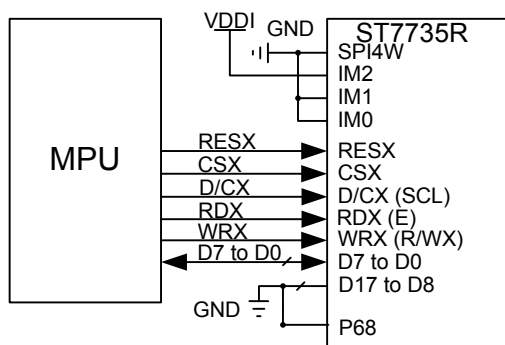 VDDI
GND
ST7735R
SPI4W
IM2
IM1
IM0
MPU
RESX
RESX
CSX
CSX
D/CX
D/CX (SCL)
RDX
RDX (E)
WRX
WRX (R/WX)
D7 to D0
D7 to D0
D17 to D8
GND
P68